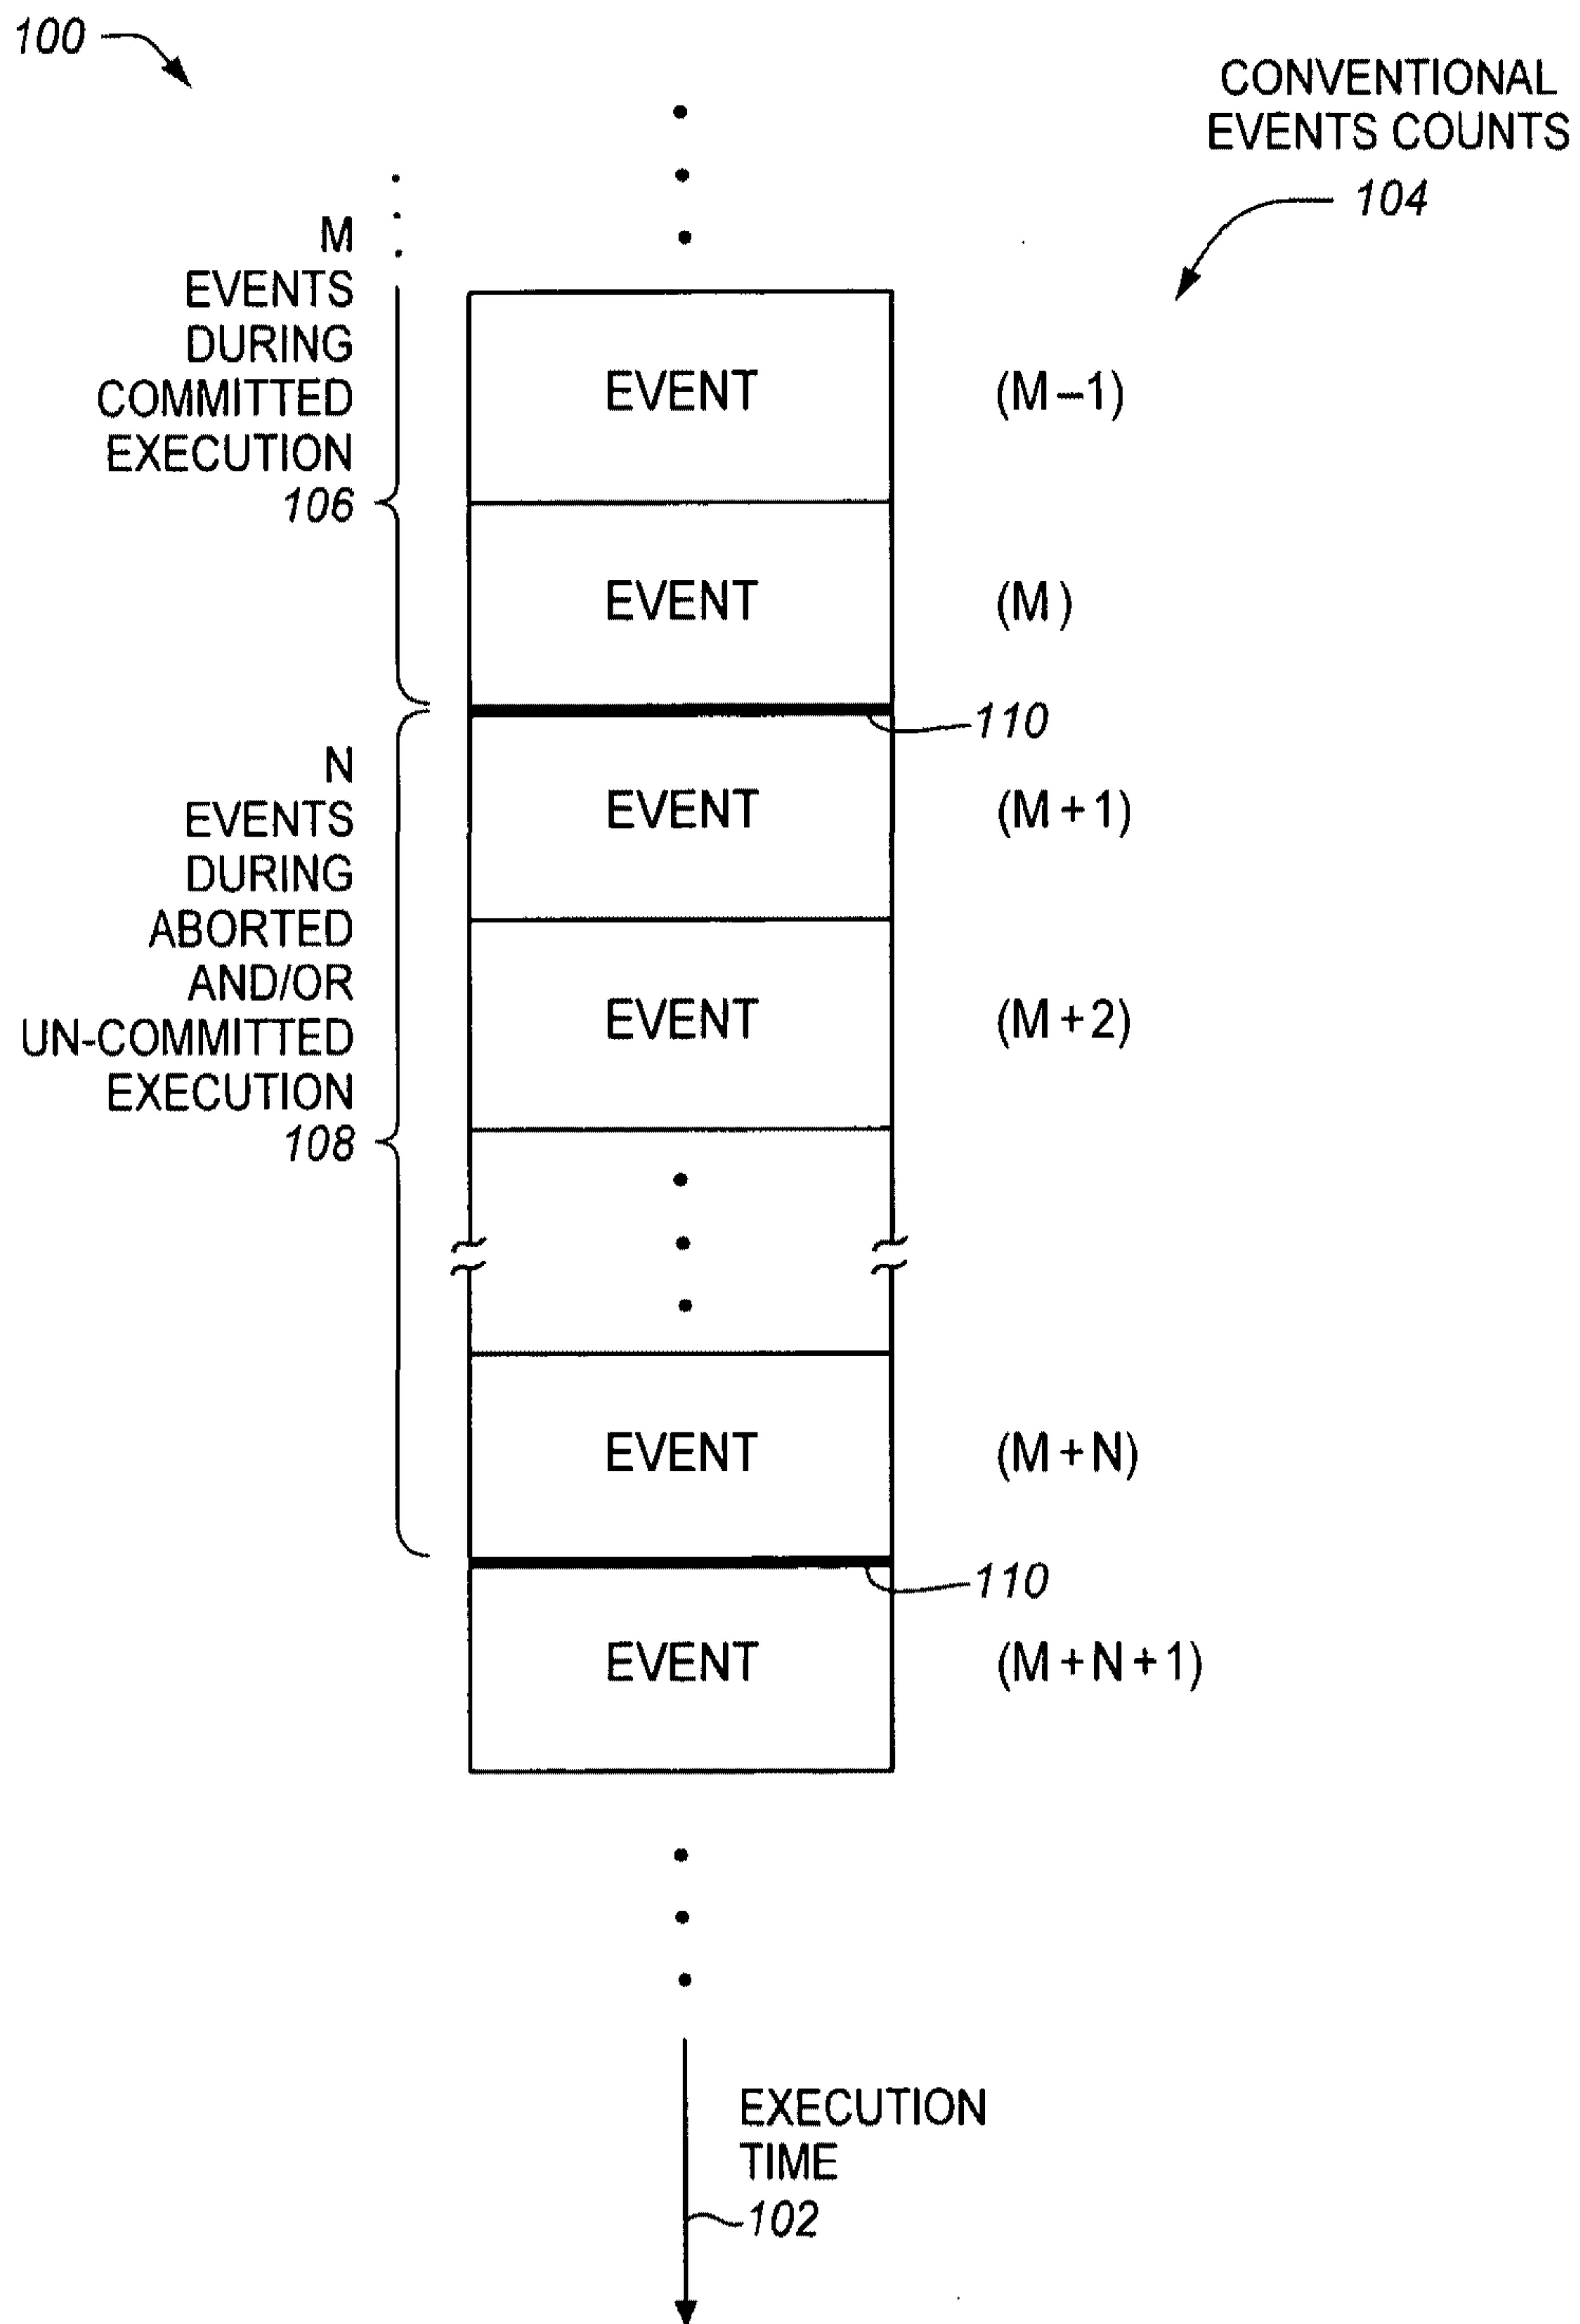 100
CONVENTIONAL
EVENTS COUNTS
104
M
EVENTS
DURING
COMMITTED
EXECUTION
106
EVENT (M–1)
EVENT (M)
110
N
EVENTS
DURING
ABORTED
AND/OR
UN-COMMITTED
EXECUTION
108
EVENT (M+1)
EVENT (M+2)
EVENT (M+N)
110
EVENT (M+N+1)
EXECUTION
TIME
102